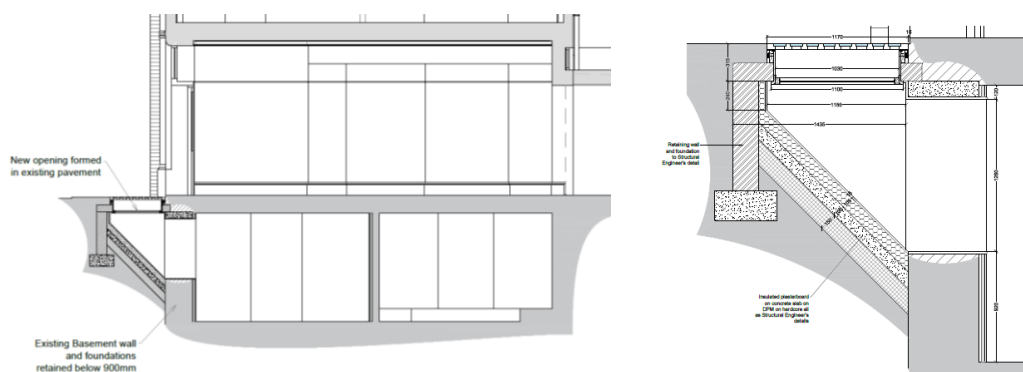 New opening formed
in existing pavement
Existing Basement wall
and foundations
retained below 900mm
1170
1030
1100
1186
1435
Retaining wall
and foundation
to Structural
Engineer's detail
120
Insulated plasterboard
on concrete slab on
DPM on hardcore all
as Structural Engineer's
details